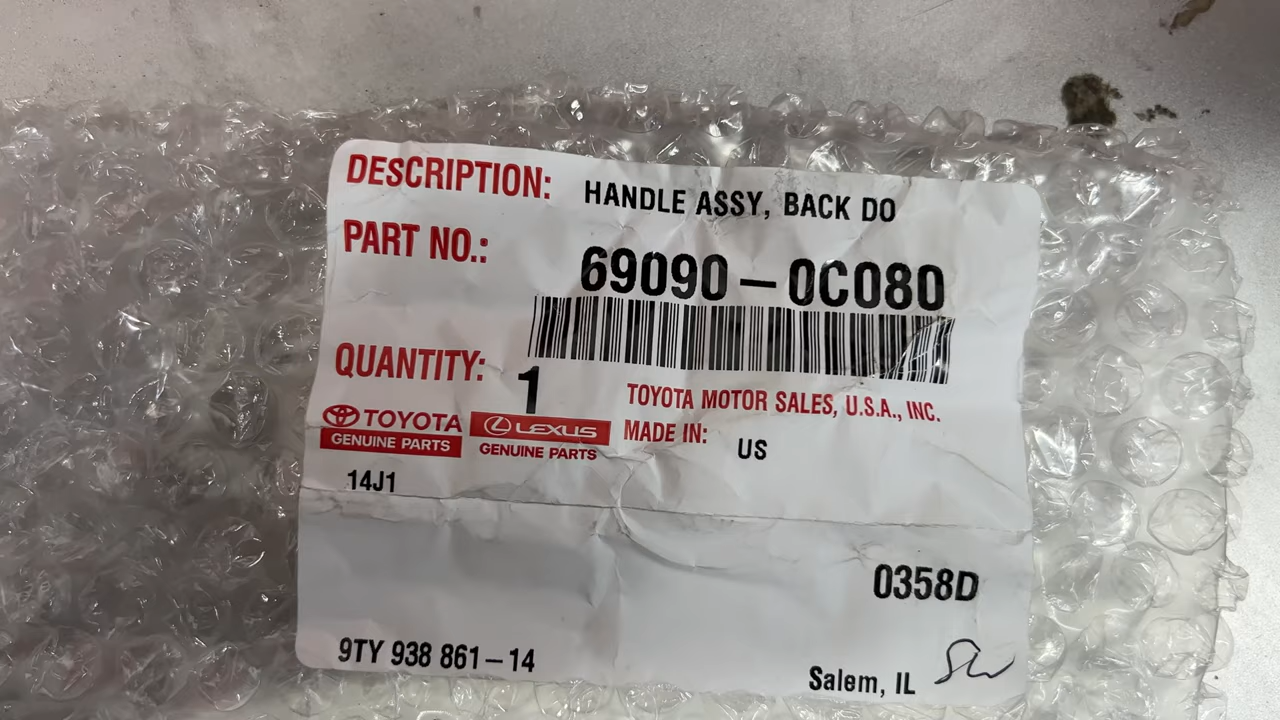 DESCRIPTION: HANDLE ASSY, BACK DO
PART NO.: 69090-0C080
QUANTITY: 1
TOYOTA MOTOR SALES, U.S.A., INC.
TOYOTA
GENUINE PARTS
LEXUS
GENUINE PARTS
MADE IN: US
14J1
0358D
9TY 938 861-14
Salem, IL